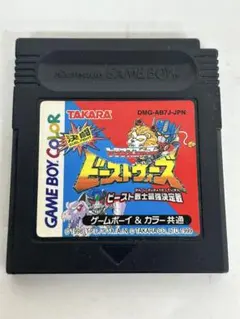 Nintendo GAME BOY
TAKARA
DMG-AB7J-JPN
GAME BOY COLOR
決闘
ビーストウォーズ
ビースト戦士最強決定戦
ゲームボーイ&カラー共通